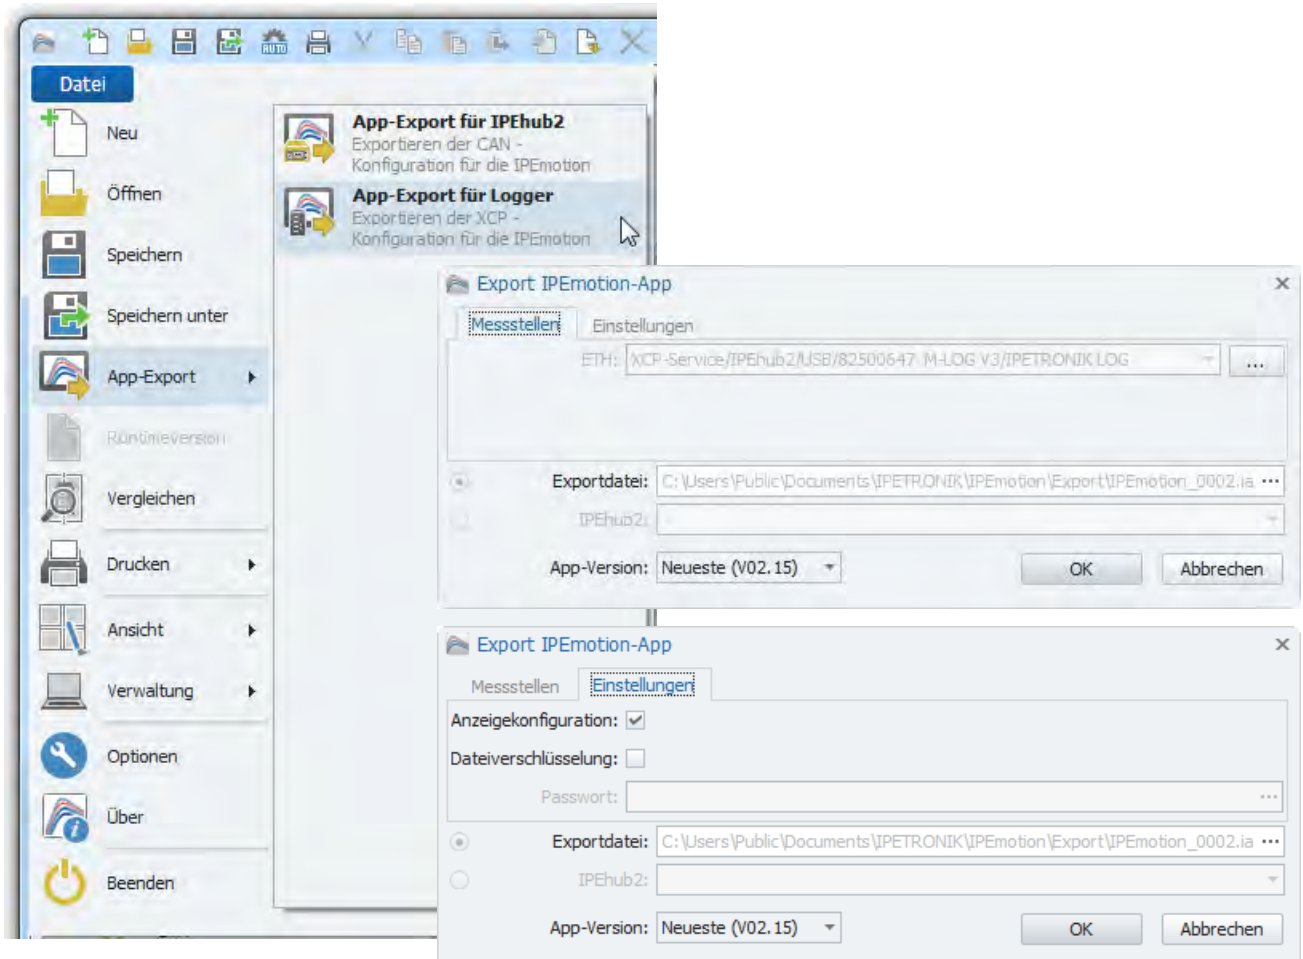 AUTO
Datei
Neu
Öffnen
Speichern
Speichern unter
App-Export
Runtimeversion
Vergleichen
Drucken
Ansicht
Verwaltung
Optionen
Über
Beenden
App-Export für IPEhub2
Exportieren der CAN -
Konfiguration für die IPEmotion
App-Export für Logger
Exportieren der XCP -
Konfiguration für die IPEmotion
Export IPEmotion-App
Messstellen Einstellungen
ETH: XCP-Service/IPEhub2/USB/82500647 M-LOG V3/IPETRONIK LOG ...
Exportdatei: C:\Users\Public\Documents\IPETRONIK\IPEmotion\Export\IPEmotion_0002.ia ...
IPEhub2:
App-Version: Neueste (V02.15) OK Abbrechen
Export IPEmotion-App
Messstellen Einstellungen
Anzeigekonfiguration:
Dateiverschlüsselung:
Passwort: ...
Exportdatei: C:\Users\Public\Documents\IPETRONIK\IPEmotion\Export\IPEmotion_0002.ia ...
IPEhub2:
App-Version: Neueste (V02.15) OK Abbrechen